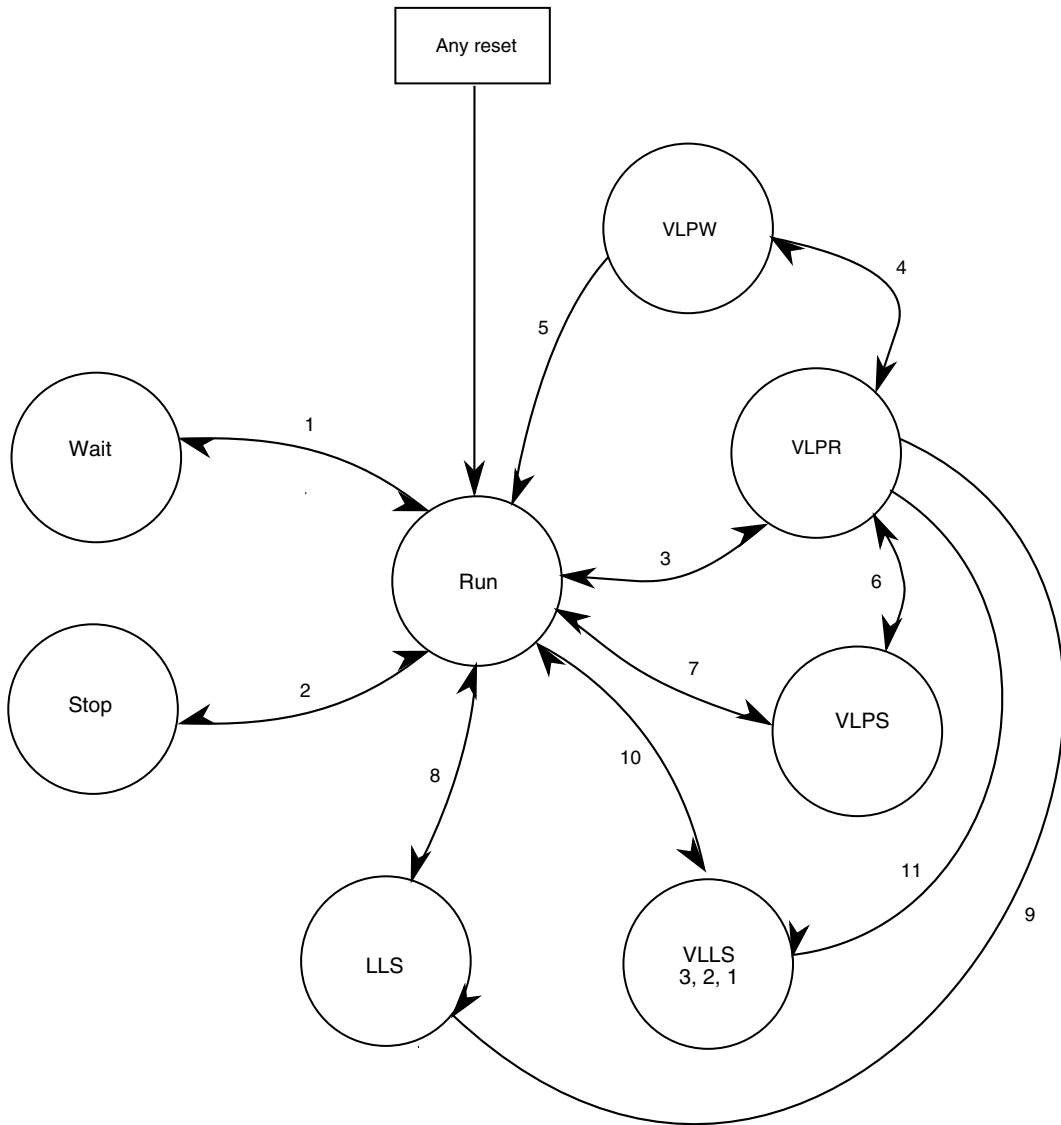 Any reset
VLPW
4
5
Wait
1
VLPR
3
Run
6
Stop
2
7
VLPS
10
8
11
9
LLS
VLLS
3, 2, 1